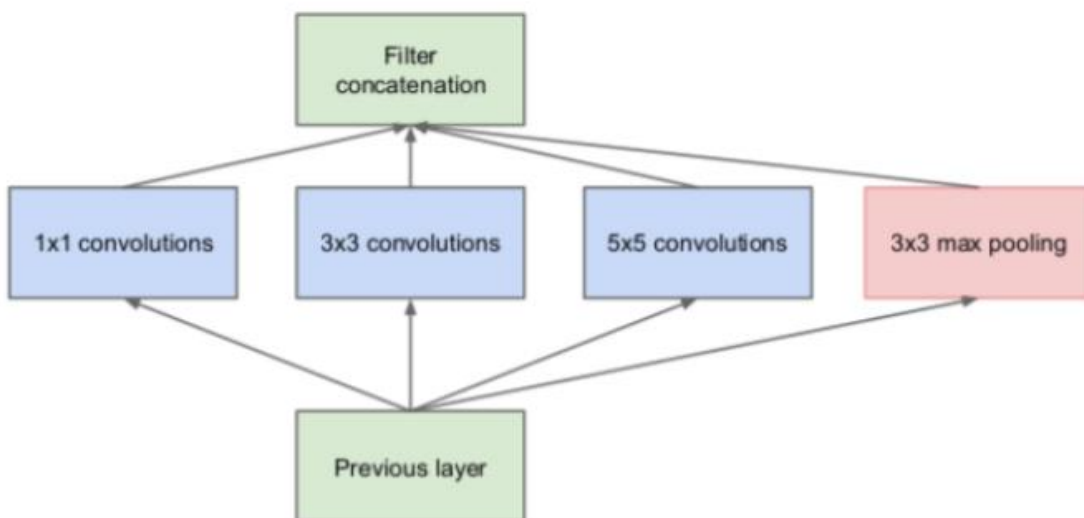 Filter
concatenation
1x1 convolutions
3x3 convolutions
5x5 convolutions
3x3 max pooling
Previous layer